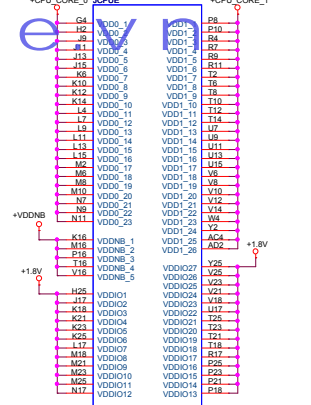 +CPU_CORE_0 JCPUE +CPU_CORE_1
e.vn
G4 VDD0_1 VDD1_1 P8
H2 VDD0_2 VDD1_2 P10
J9 VDD0_3 VDD1_3 R4
J11 VDD0_4 VDD1_4 R7
J13 VDD0_5 VDD1_5 R9
J15 VDD0_6 VDD1_6 R11
K6 VDD0_7 VDD1_7 T2
K10 VDD0_8 VDD1_8 T6
K12 VDD0_9 VDD1_9 T8
K14 VDD0_10 VDD1_10 T10
L4 VDD0_11 VDD1_11 T12
L7 VDD0_12 VDD1_12 T14
L9 VDD0_13 VDD1_13 U7
L11 VDD0_14 VDD1_14 U9
L13 VDD0_15 VDD1_15 U11
L15 VDD0_16 VDD1_16 U13
M2 VDD0_17 VDD1_17 U15
M6 VDD0_18 VDD1_18 V6
M8 VDD0_19 VDD1_19 V8
M10 VDD0_20 VDD1_20 V10
N7 VDD0_21 VDD1_21 V12
N9 VDD0_22 VDD1_22 V14
N11 VDD0_23 VDD1_23 W4
+VDDNB VDD1_24 Y2
K16 VDDNB_1 VDD1_25 AC4
M16 VDDNB_2 VDD1_26 AD2
P16 VDDNB_3 +1.8V
T16 VDDNB_4 VDDIO27 Y25
+1.8V V16 VDDNB_5 VDDIO26 V25
VDDIO25 V23
H25 VDDIO1 VDDIO24 V21
J17 VDDIO2 VDDIO23 V18
K18 VDDIO3 VDDIO22 U17
K21 VDDIO4 VDDIO21 T25
K23 VDDIO5 VDDIO20 T23
K25 VDDIO6 VDDIO19 T21
L17 VDDIO7 VDDIO18 T18
M18 VDDIO8 VDDIO17 R17
M21 VDDIO9 VDDIO16 P25
M23 VDDIO10 VDDIO15 P23
M25 VDDIO11 VDDIO14 P21
N17 VDDIO12 VDDIO13 P18